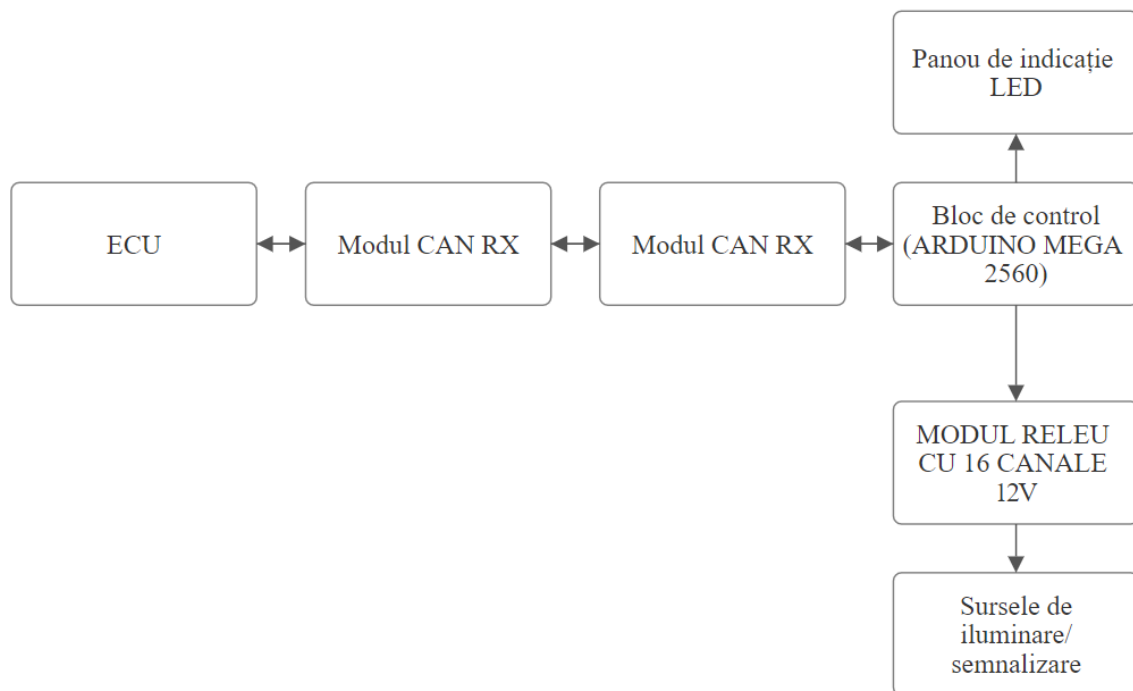 Panou de indicație
LED
ECU
Modul CAN RX
Modul CAN RX
Bloc de control
(ARDUINO MEGA
2560)
MODUL RELEU
CU 16 CANALE
12V
Sursele de
iluminare/
semnalizare